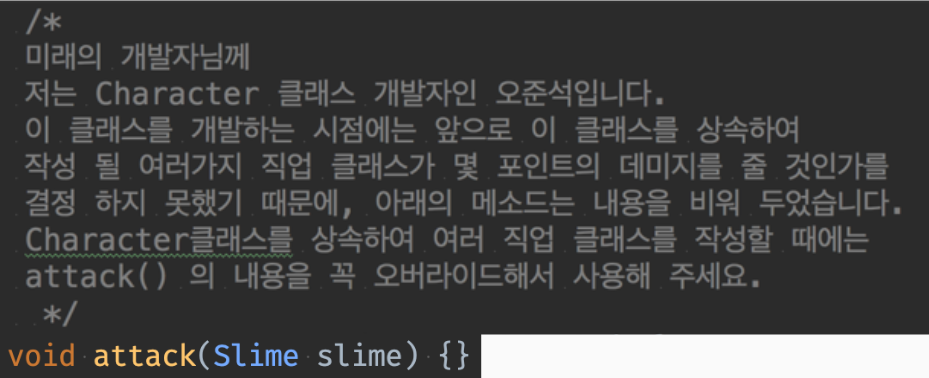 /*
미래의 개발자님께
저는 Character 클래스 개발자인 오준석입니다.
이 클래스를 개발하는 시점에는 앞으로 이 클래스를 상속하여
작성 될 여러가지 직업 클래스가 몇 포인트의 데미지를 줄 것인가를
결정 하지 못했기 때문에, 아래의 메소드는 내용을 비워 두었습니다.
Character클래스를 상속하여 여러 직업 클래스를 작성할 때에는
attack() 의 내용을 꼭 오버라이드해서 사용해 주세요.
*/
void attack(Slime slime) {}